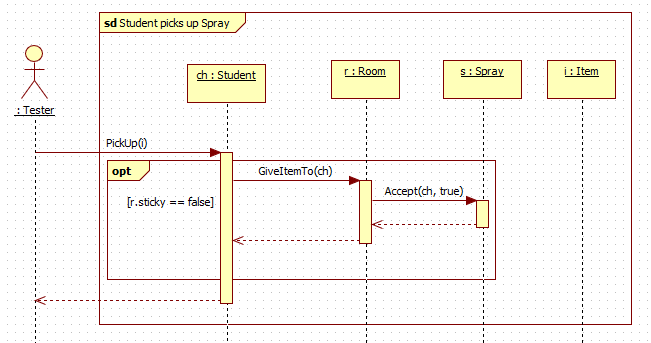 sd Student picks up Spray
: Tester
ch : Student
r : Room
s : Spray
i : Item
PickUp(i)
opt
GiveItemTo(ch)
[r.sticky == false]
Accept(ch, true)